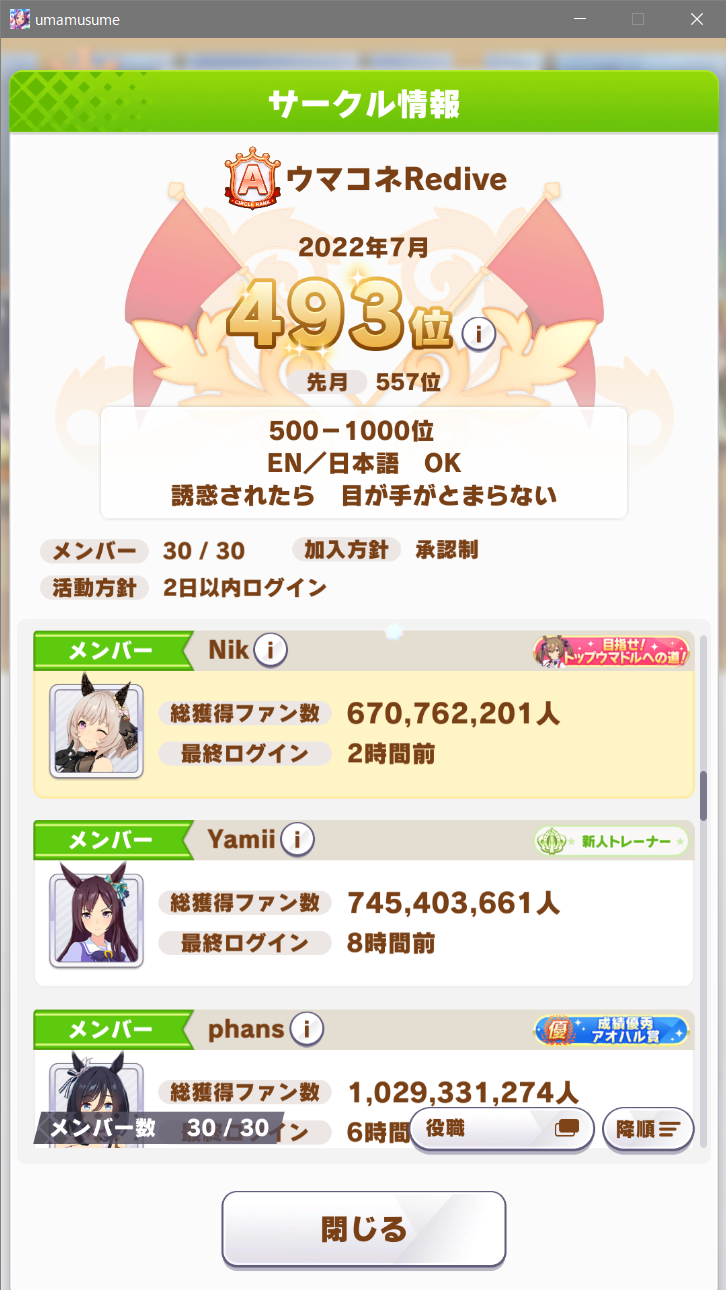 umamusume
サークル情報
A
CIRCLE RANK
ウマコネRedive
2022年7月
493位
先月 557位
500－1000位
EN／日本語　OK
誘惑されたら　目が手がとまらない
メンバー 30 / 30 加入方針 承認制
活動方針 2日以内ログイン
メンバー Nik 目指せ！
トップウマドルへの道！
総獲得ファン数 670,762,201人
最終ログイン 2時間前
メンバー Yamii 新人トレーナー
総獲得ファン数 745,403,661人
最終ログイン 8時間前
メンバー phans 優 成績優秀
アオハル賞
総獲得ファン数 1,029,331,274人
メンバー数 30 / 30 イン 6時間 役職 降順
閉じる